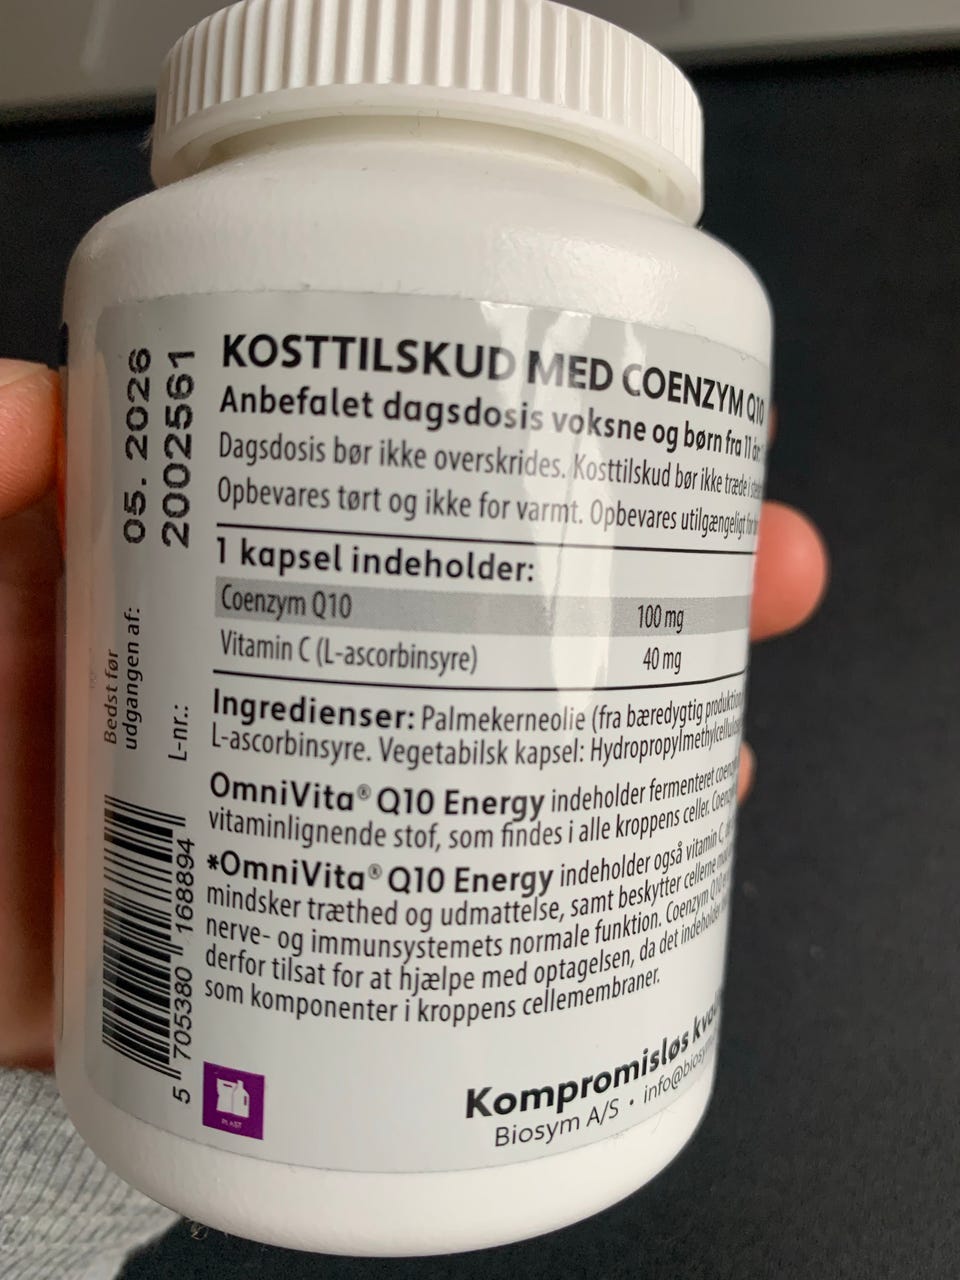 KOSTTILSKUD MED COENZYM Q10
Anbefalet dagsdosis voksne og børn fra 11 år:
Dagsdosis bør ikke overskrides. Kosttilskud bør ikke træde i
Opbevares tørt og ikke for varmt. Opbevares utilgængeligt for
1 kapsel indeholder:
Coenzym Q10 100 mg
Vitamin C (L-ascorbinsyre) 40 mg
Ingredienser: Palmekerneolie (fra bæredygtig produktion
L-ascorbinsyre. Vegetabilsk kapsel: Hydropropylmethylcellulose
OmniVita® Q10 Energy indeholder fermenteret
vitaminlignende stof, som findes i alle kroppens celler.
*OmniVita® Q10 Energy indeholder også vitamin C,
mindsker træthed og udmattelse, samt beskytter cellerne
nerve- og immunsystemets normale funktion. Coenzym Q10
derfor tilsat for at hjælpe med optagelsen, da det indeholder
som komponenter i kroppens cellemembraner.
Kompromisløs
Biosym A/S •
Bedst før
udgangen af: 05. 2026
L-nr.: 2002561
5 705380 168894
PLAST